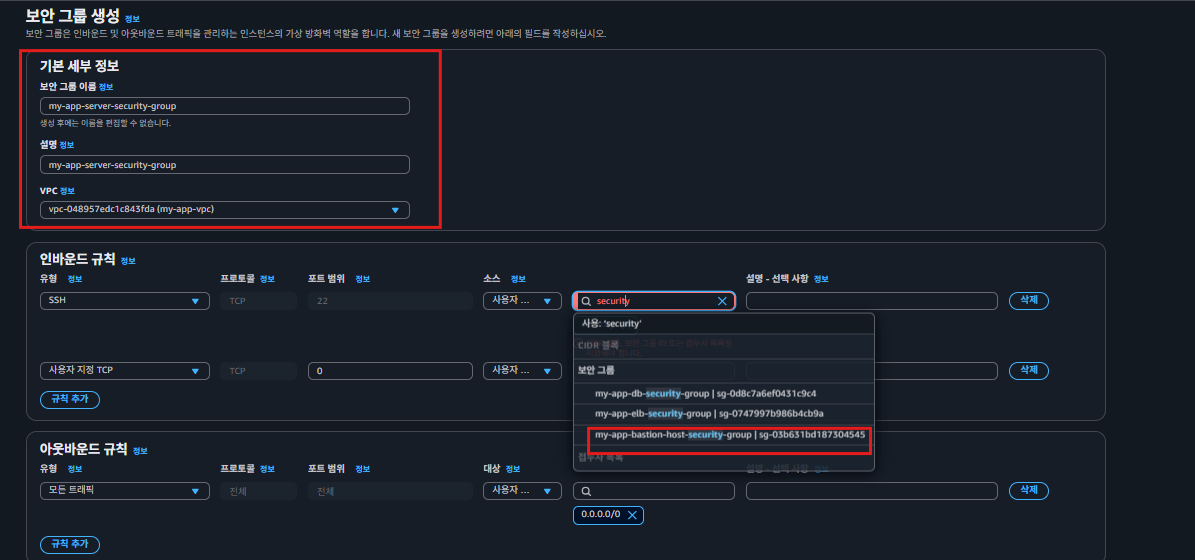 보안 그룹 생성 정보
보안 그룹은 인바운드 및 아웃바운드 트래픽을 관리하는 인스턴스의 가상 방화벽 역할을 합니다. 새 보안 그룹을 생성하려면 아래의 필드를 작성하십시오.
기본 세부 정보
보안 그룹 이름 정보
my-app-server-security-group
생성 후에는 이름을 편집할 수 없습니다.
설명 정보
my-app-server-security-group
VPC 정보
vpc-048957edc1c843fda (my-app-vpc)
인바운드 규칙 정보
유형 정보 프로토콜 정보 포트 범위 정보 소스 정보 설명 - 선택 사항 정보
SSH TCP 22 사용자 ... security 삭제
사용: 'security'
CIDR 블록
사용자 지정 TCP TCP 0 사용자 ... 삭제
보안 그룹
my-app-db-security-group | sg-0d8c7a6ef0431c9c4
규칙 추가
my-app-elb-security-group | sg-0747997b986b4cb9a
my-app-bastion-host-security-group | sg-03b631bd187304545
접두사 목록
아웃바운드 규칙 정보
유형 정보 프로토콜 정보 포트 범위 정보 대상 정보 설명 - 선택 사항 정보
모든 트래픽 전체 전체 사용자 ... 삭제
0.0.0.0/0
규칙 추가